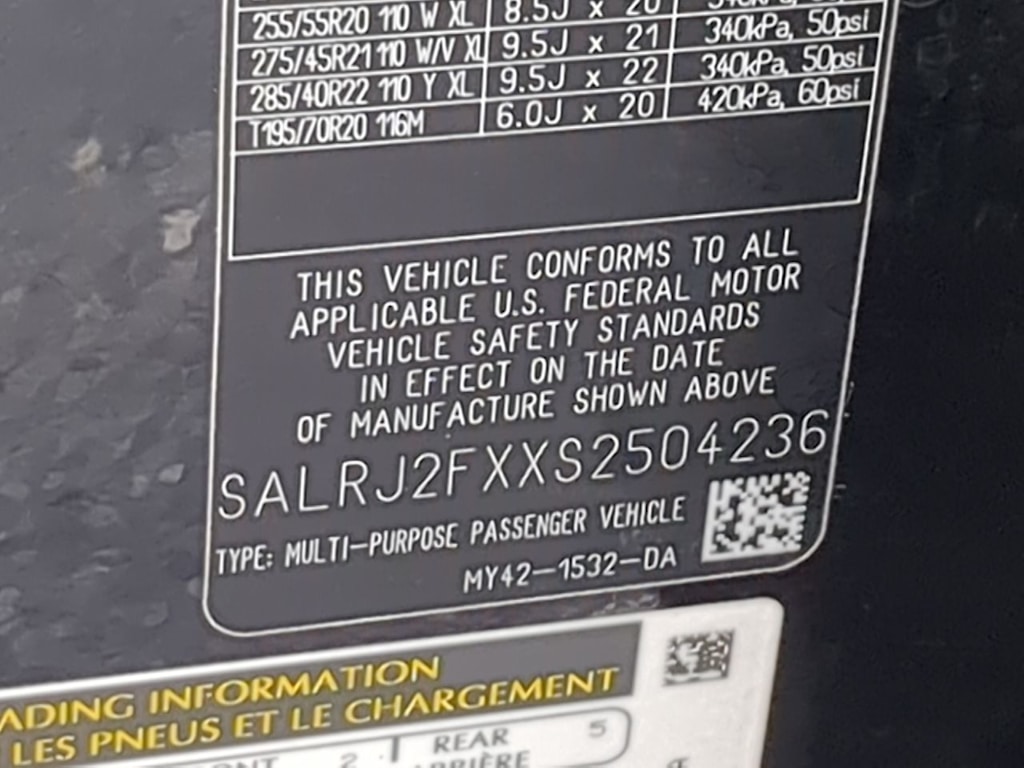 255/55R20 110 W XL 8.5J x 20
275/45R21 110 W/V XL 9.5J x 21 340kPa, 50psi
285/40R22 110 Y XL 9.5J x 22 340kPa, 50psi
T195/70R20 116M 6.0J x 20 420kPa, 60psi
THIS VEHICLE CONFORMS TO ALL
APPLICABLE U.S. FEDERAL MOTOR
VEHICLE SAFETY STANDARDS
IN EFFECT ON THE DATE
OF MANUFACTURE SHOWN ABOVE
SALRJ2FXXS2504236
TYPE: MULTI-PURPOSE PASSENGER VEHICLE
MY42-1532-DA
ADING INFORMATION
LES PNEUS ET LE CHARGEMENT
2 REAR 5